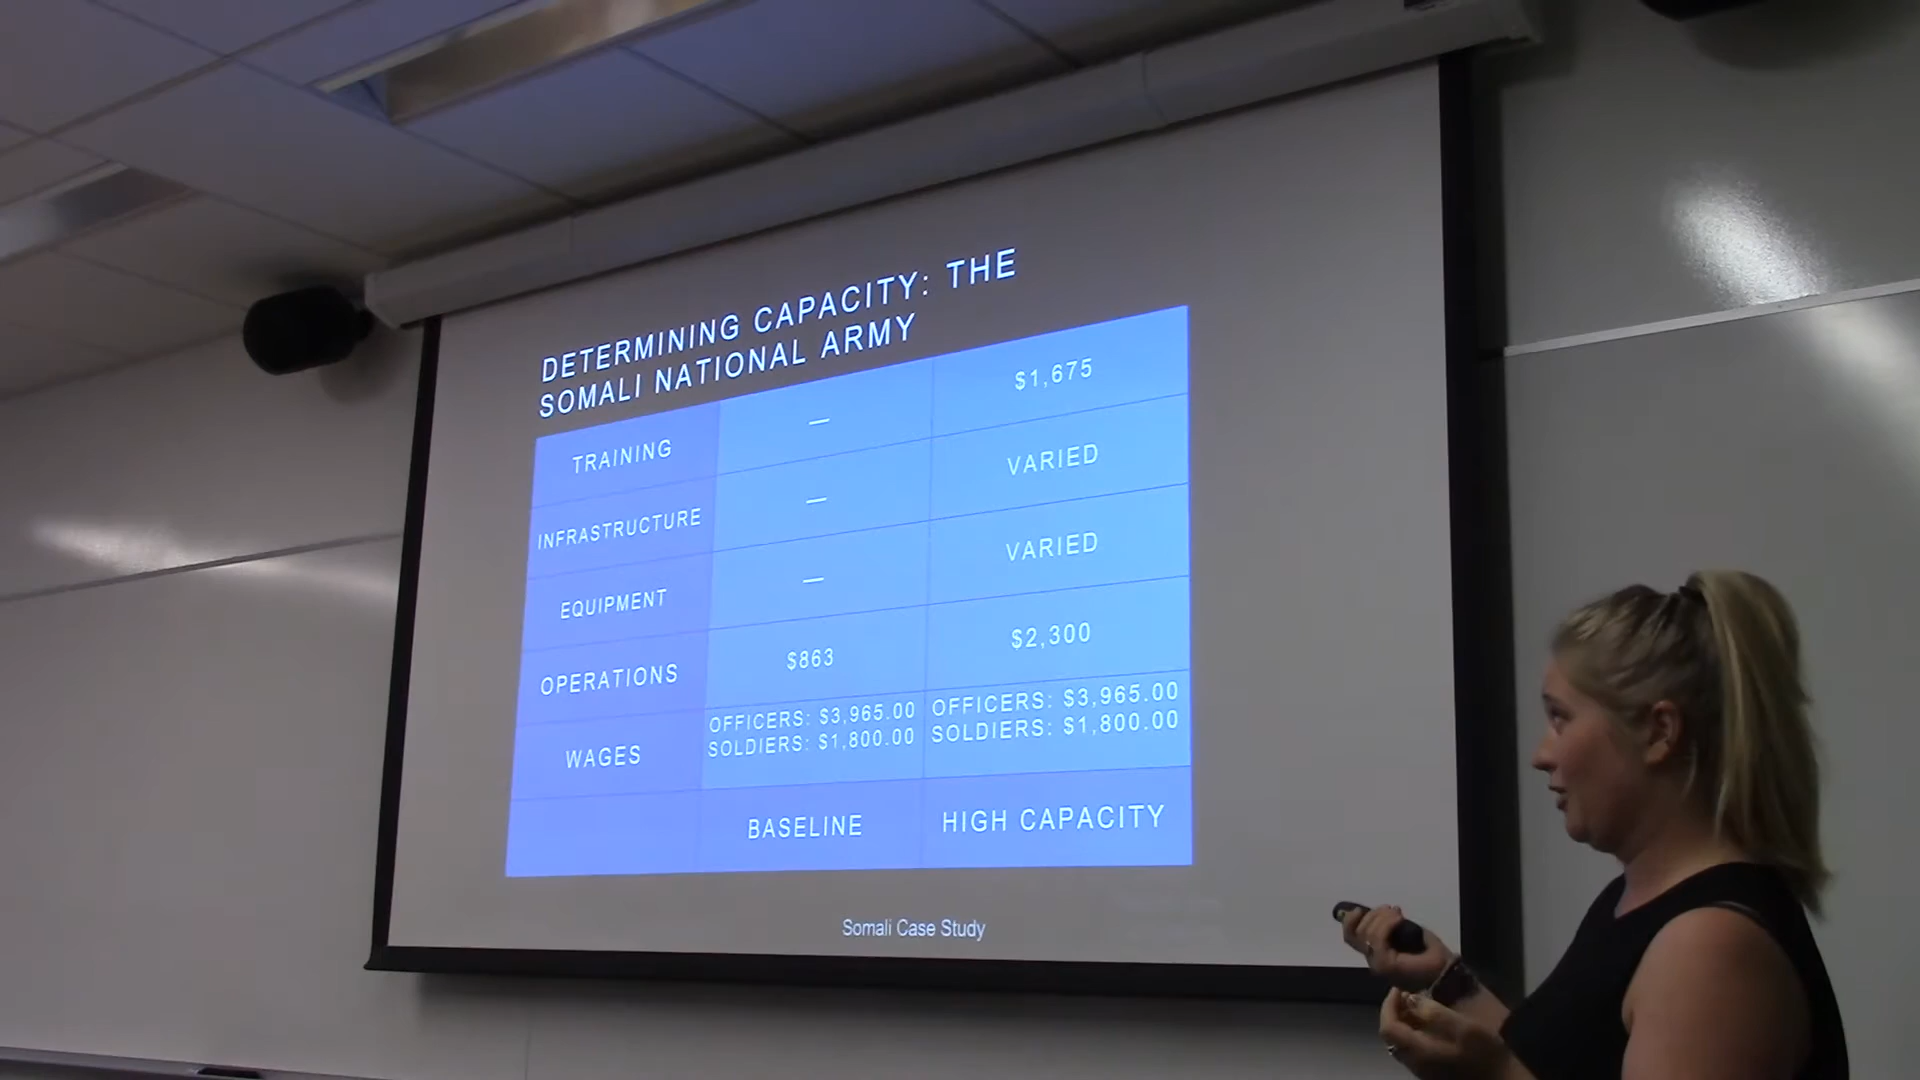 DETERMINING CAPACITY: THE
SOMALI NATIONAL ARMY
TRAINING — $1,675
INFRASTRUCTURE — VARIED
EQUIPMENT — VARIED
OPERATIONS $863 $2,300
WAGES
OFFICERS: $3,965.00
SOLDIERS: $1,800.00
OFFICERS: $3,965.00
SOLDIERS: $1,800.00
BASELINE HIGH CAPACITY
Somali Case Study